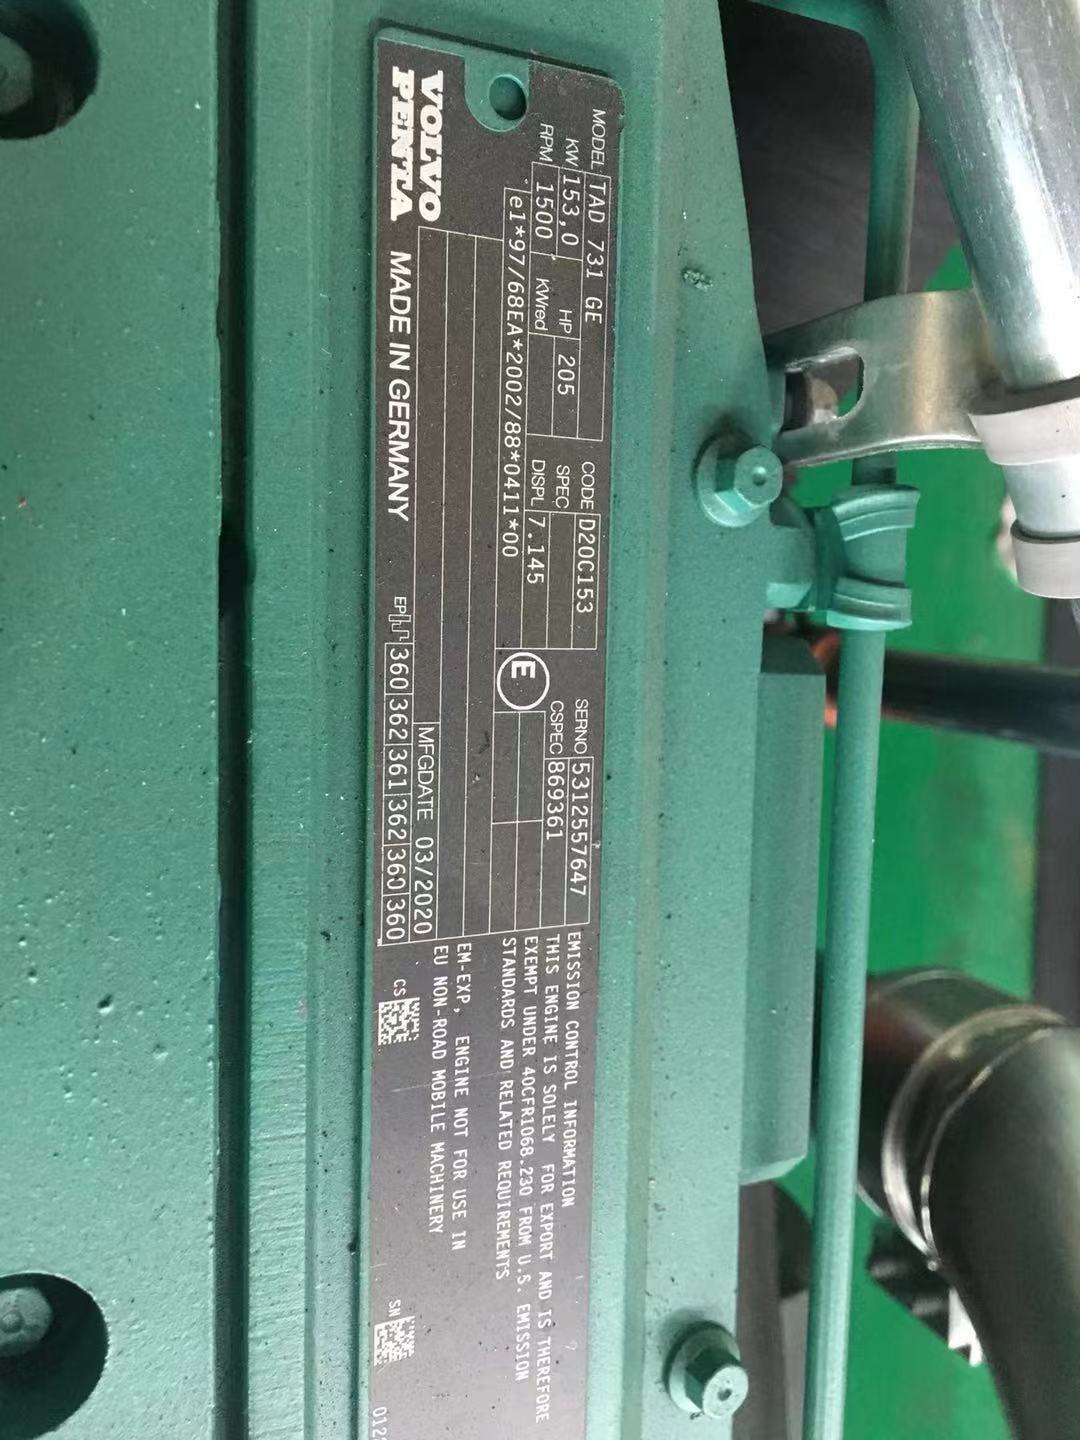 MODEL TAD 731 GE CODE D20C153 SERNO 5312557647
KW 153,0 HP 205 SPEC CSPEC 869361
RPM 1500 KWred DISPL 7.145
e1*97/68EA*2002/88*0411*00 E
MFGDATE 03/2020
VOLVO
PENTA
MADE IN GERMANY
EP 360 362 361 362 360 360
EMISSION CONTROL INFORMATION
THIS ENGINE IS SOLELY FOR EXPORT AND IS THEREFORE
EXEMPT UNDER 40CFR1068.230 FROM U.S. EMISSION
STANDARDS AND RELATED REQUIREMENTS
EM-EXP, ENGINE NOT FOR USE IN
EU NON-ROAD MOBILE MACHINERY
CS SN